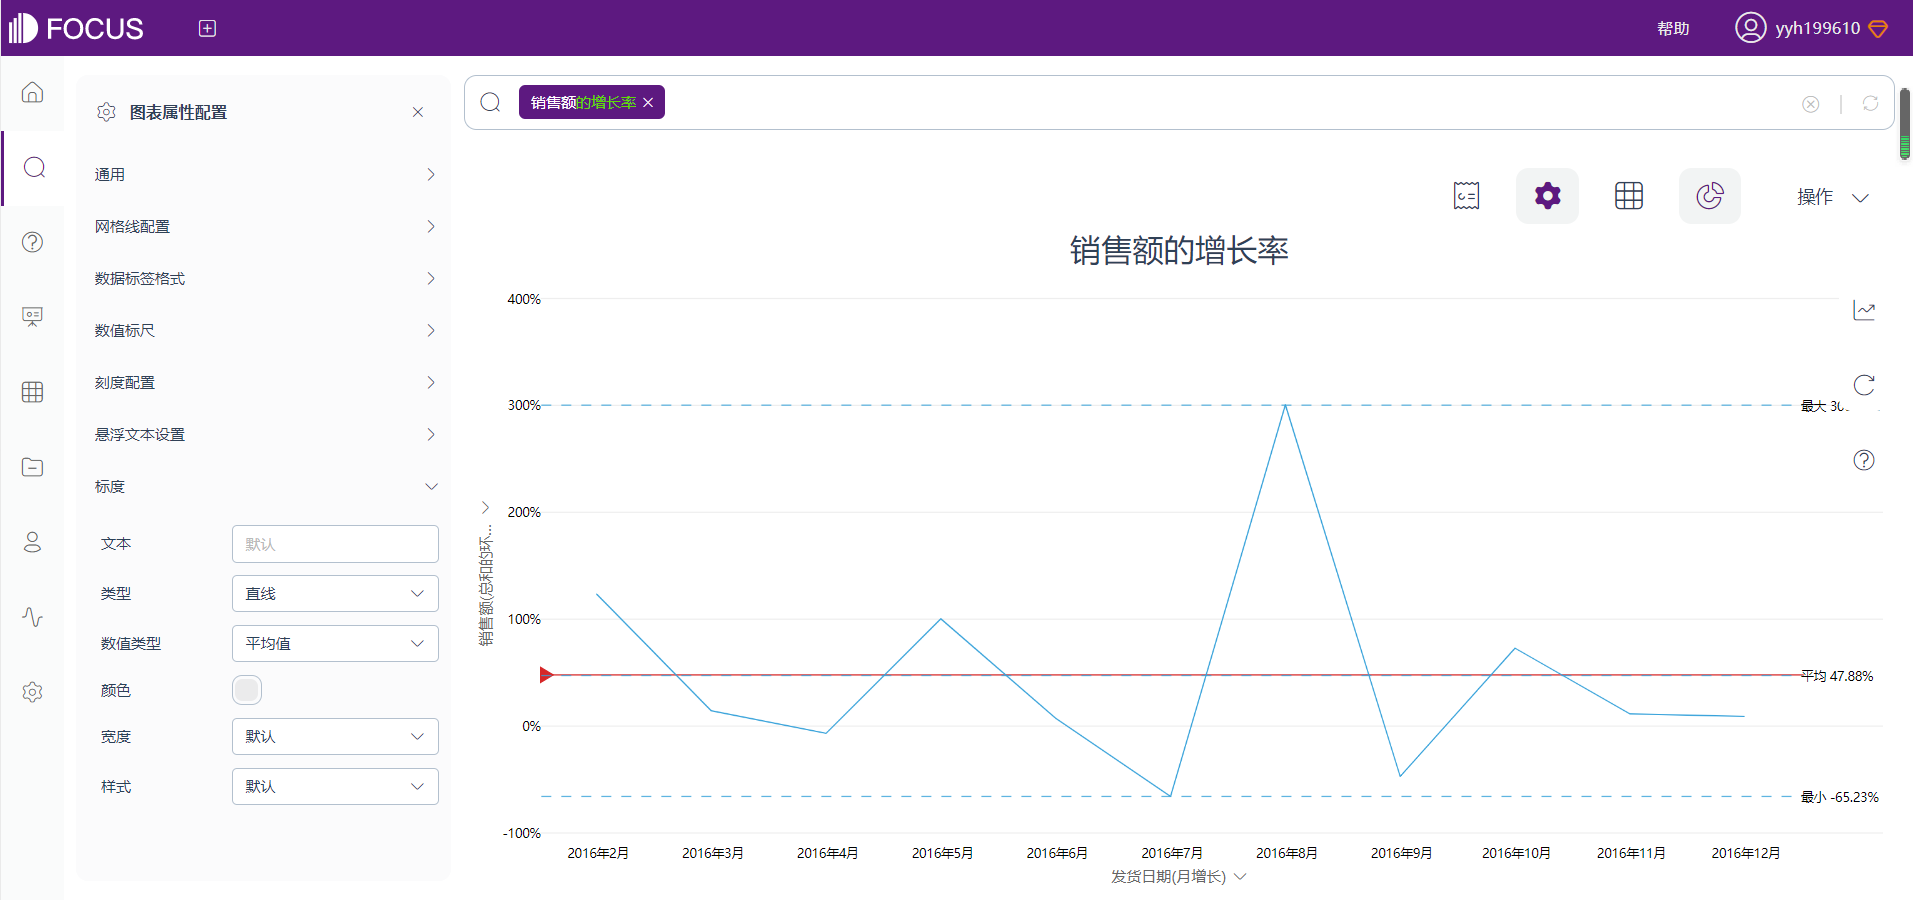 FOCUS
帮助
yyh199610
图表属性配置
通用
网格线配置
数据标签格式
数值标尺
刻度配置
悬浮文本设置
标度
文本 默认
类型 直线
数值类型 平均值
颜色
宽度 默认
样式 默认
销售额的增长率
操作
销售额的增长率
400%
300%
200%
100%
0%
-100%
销售额(总和的环...
最大
平均 47.88%
最小 -65.23%
2016年2月 2016年3月 2016年4月 2016年5月 2016年6月 2016年7月 2016年8月 2016年9月 2016年10月 2016年11月 2016年12月
发货日期(月增长)